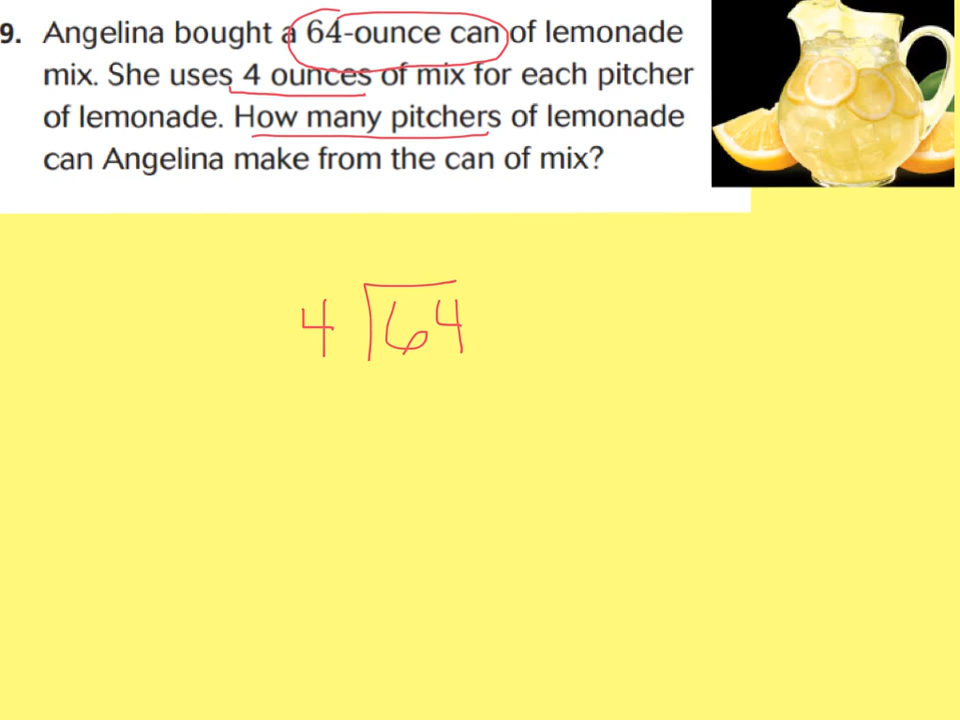 9. Angelina bought a 64-ounce can of lemonade
mix. She uses 4 ounces of mix for each pitcher
of lemonade. How many pitchers of lemonade
can Angelina make from the can of mix?
4 64